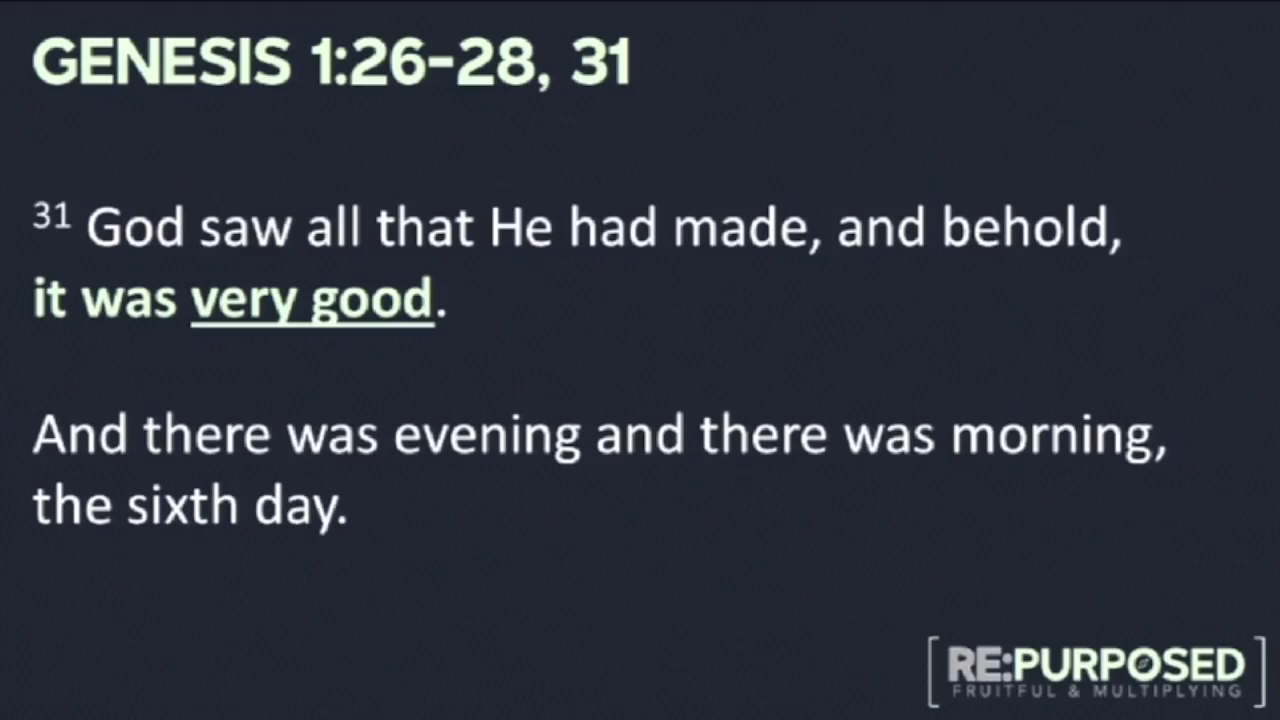 GENESIS 1:26-28, 31
31 God saw all that He had made, and behold,
it was very good.
And there was evening and there was morning,
the sixth day.
RE:PURPOSED
FRUITFUL & MULTIPLYING